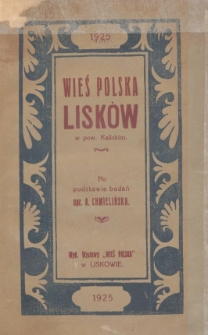 1925
WIEŚ POLSKA
LISKÓW
w pow. Kaliskim.
Na
podstawie badań
opr. A. CHMIELIŃSKA.
Wyd. Wystawy „WIEŚ POLSKA"
w LISKOWIE.
1925